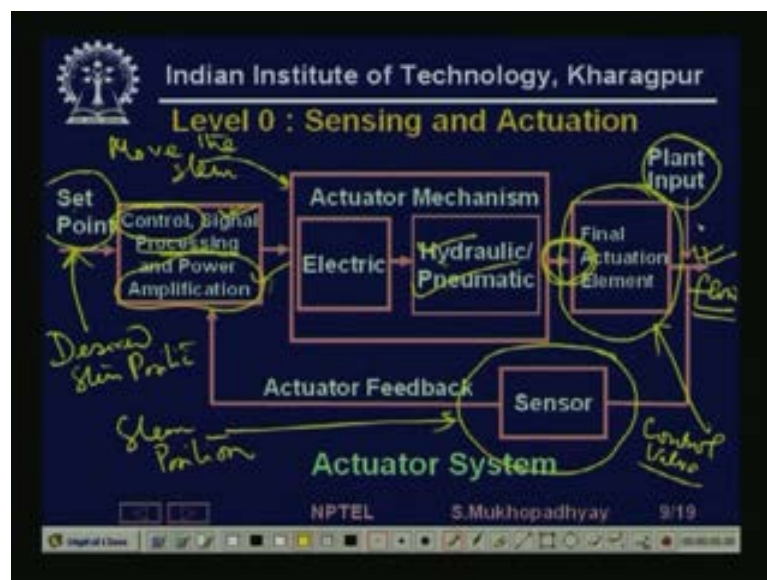 Indian Institute of Technology, Kharagpur
Level 0 : Sensing and Actuation
Move the
stem
Plant
Input
Set
Point
Control, Signal
Processing
and Power
Amplification
Actuator Mechanism
Electric
Hydraulic/
Pneumatic
Final
Actuation
Element
Desired
Stem
Actuator Feedback
Sensor
Stem
Position
Control
Valve
Actuator System
NPTEL S.Mukhopadhyay 9/19